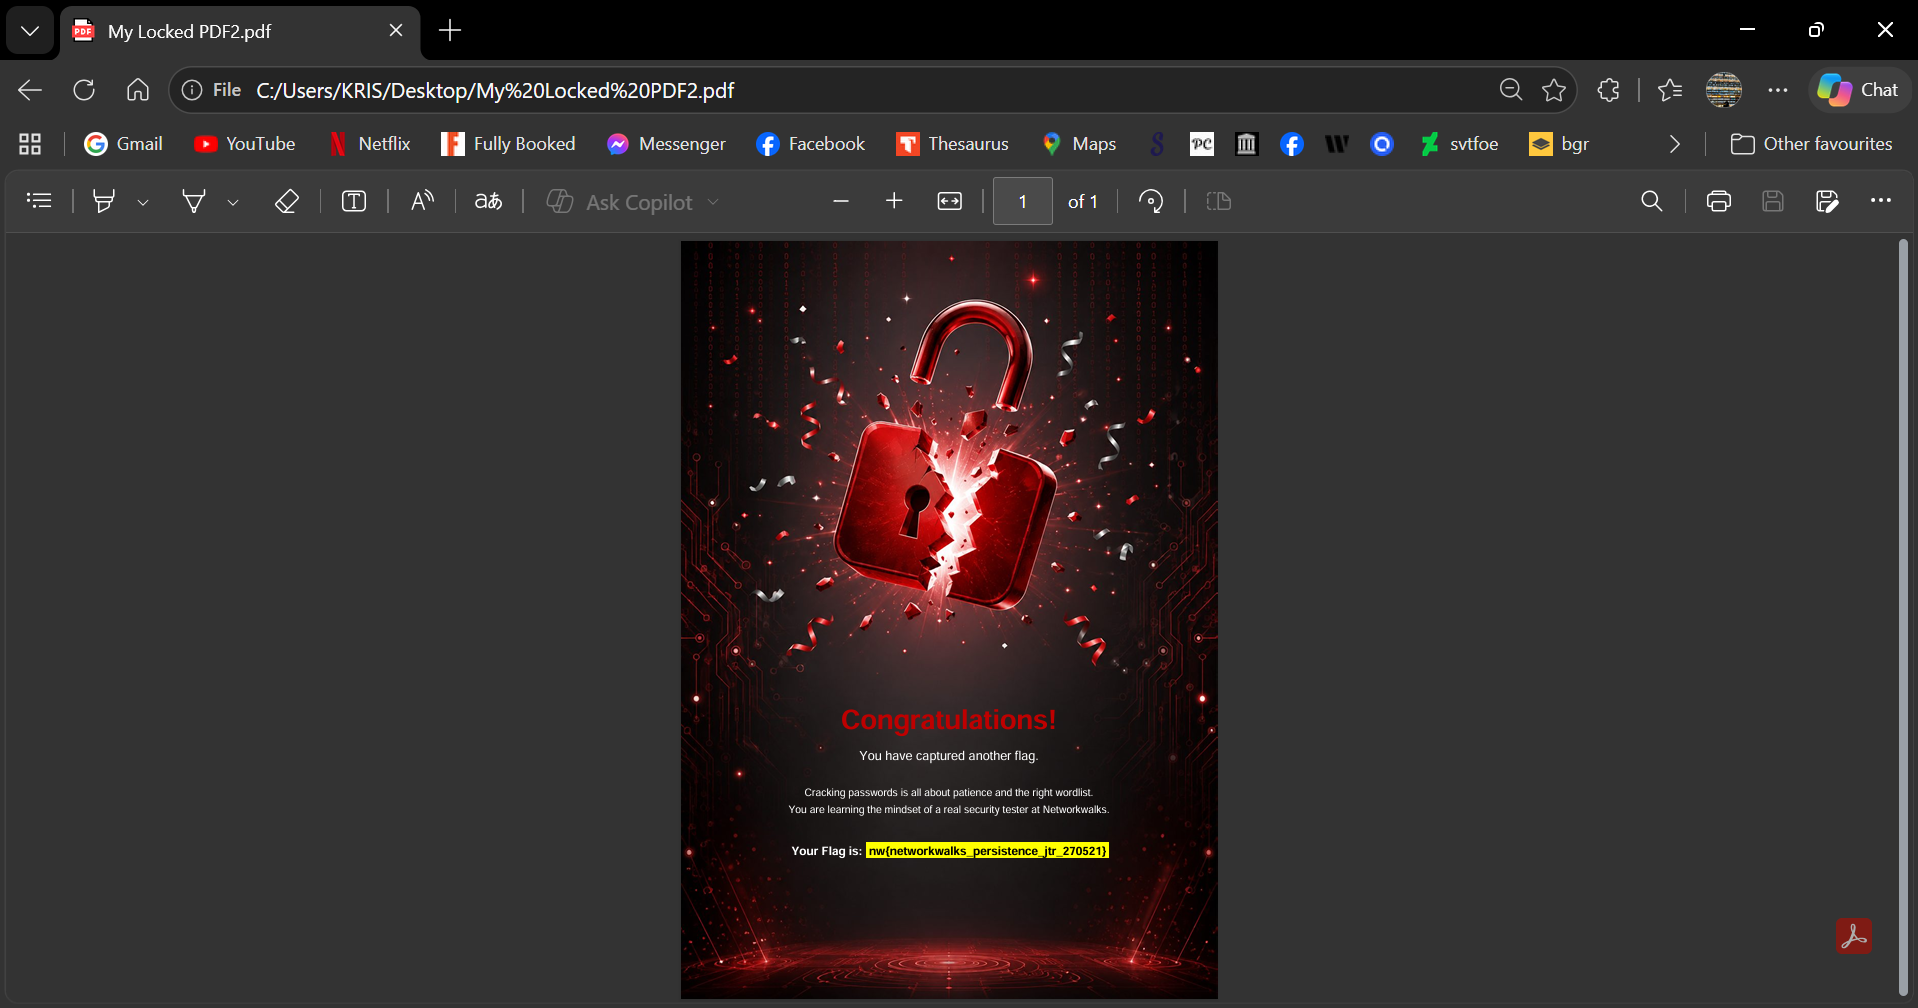 My Locked PDF2.pdf
File C:/Users/KRIS/Desktop/My%20Locked%20PDF2.pdf
Chat
Gmail YouTube Netflix Fully Booked Messenger Facebook Thesaurus Maps svtfoe bgr Other favourites
Ask Copilot 1 of 1
Congratulations!
You have captured another flag.
Cracking passwords is all about patience and the right wordlist.
You are learning the mindset of a real security tester at Networkwalks.
Your Flag is: nw{networkwalks_persistence_jtr_270521}